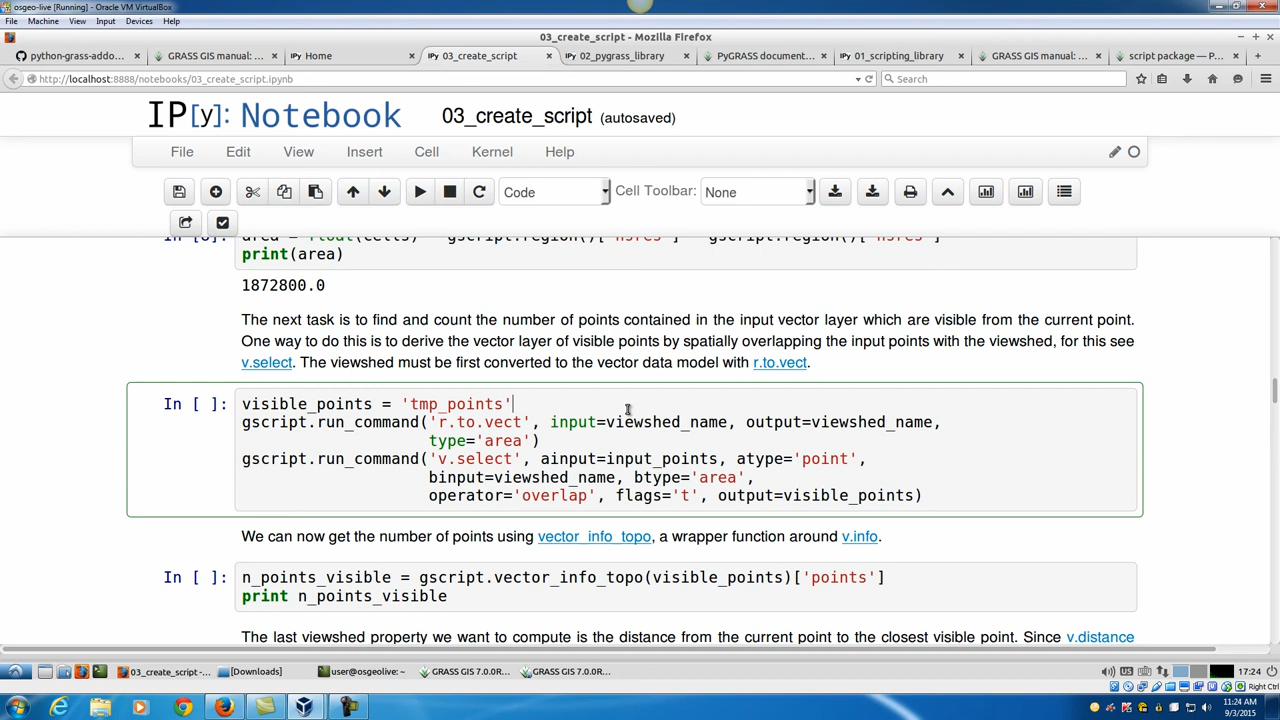 osgeo-live [Running] - Oracle VM VirtualBox
File Machine View Input Devices Help
03_create_script - Mozilla Firefox
python-grass-addo... GRASS GIS manual: ... IP[y] Home IP[y] 03_create_script IP[y] 02_pygrass_library PyGRASS document... IP[y] 01_scripting_library GRASS GIS manual: ... script package — P...
http://localhost:8888/notebooks/03_create_script.ipynb Search
IP[y]: Notebook 03_create_script (autosaved)
File Edit View Insert Cell Kernel Help
Code Cell Toolbar: None
print(area)
1872800.0
The next task is to find and count the number of points contained in the input vector layer which are visible from the current point.
One way to do this is to derive the vector layer of visible points by spatially overlapping the input points with the viewshed, for this see
v.select. The viewshed must be first converted to the vector data model with r.to.vect.
In [ ]: visible_points = 'tmp_points'
gscript.run_command('r.to.vect', input=viewshed_name, output=viewshed_name,
type='area')
gscript.run_command('v.select', ainput=input_points, atype='point',
binput=viewshed_name, btype='area',
operator='overlap', flags='t', output=visible_points)
We can now get the number of points using vector_info_topo, a wrapper function around v.info.
In [ ]: n_points_visible = gscript.vector_info_topo(visible_points)['points']
print n_points_visible
The last viewshed property we want to compute is the distance from the current point to the closest visible point. Since v.distance
03_create_script -... [Downloads] user@osgeolive: ~ GRASS GIS 7.0.0R... GRASS GIS 7.0.0R... US 17:24
Right Ctrl
11:24 AM
9/3/2015